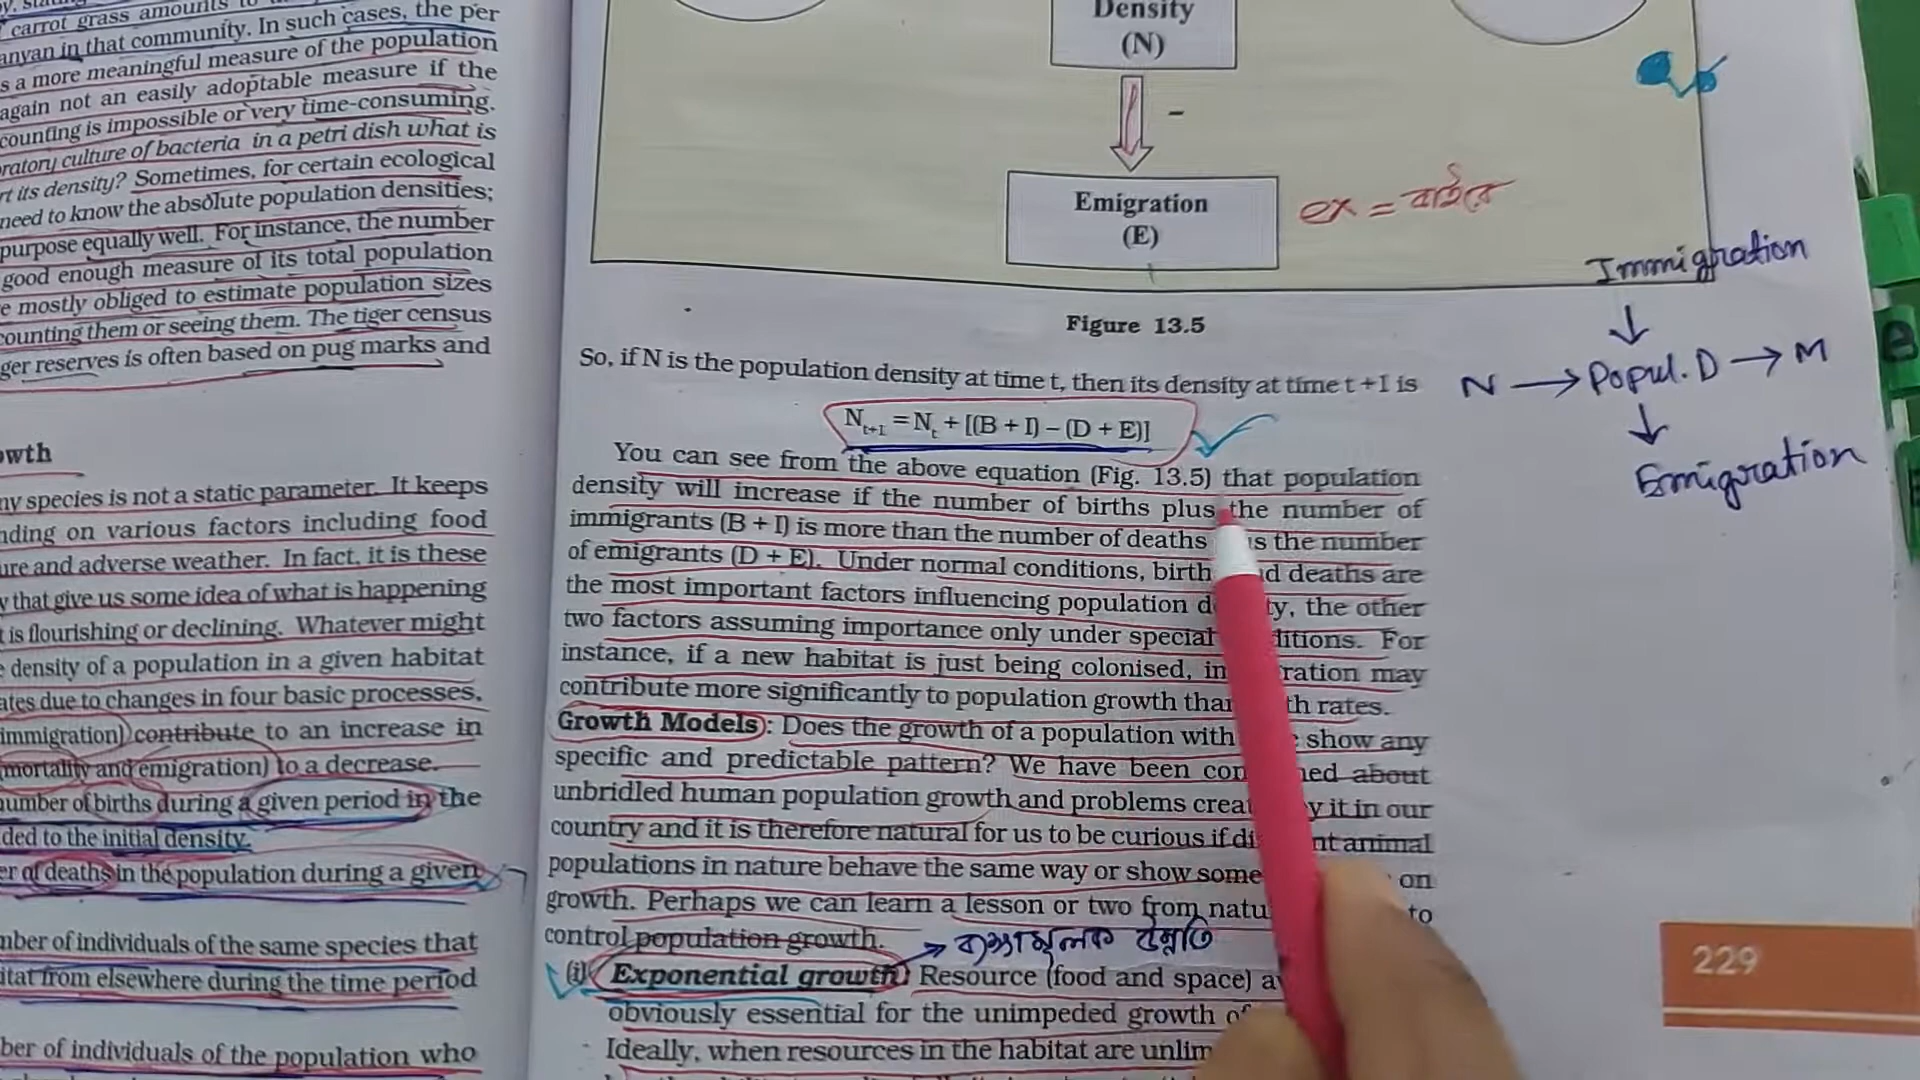 carrot grass amounts
anyan in that community. In such cases, the per
s a more meaningful measure of the population
again not an easily adoptable measure if the
counting is impossible or very time-consuming.
ratory culture of bacteria in a petri dish what is
rt its density? Sometimes, for certain ecological
need to know the absolute population densities;
purpose equally well. For instance, the number
good enough measure of its total population
e mostly obliged to estimate population sizes
ounting them or seeing them. The tiger census
ger reserves is often based on pug marks and
owth
ny species is not a static parameter. It keeps
nding on various factors including food
ure and adverse weather. In fact, it is these
y that give us some idea of what is happening
t is flourishing or declining. Whatever might
e density of a population in a given habitat
ates due to changes in four basic processes,
immigration) contribute to an increase in
mortality and emigration) to a decrease.
number of births during a given period in the
ded to the initial density.
er of deaths in the population during a given
mber of individuals of the same species that
itat from elsewhere during the time period
ber of individuals of the population who
Density
(N)
-
Emigration
(E)
ex =
Figure 13.5
So, if N is the population density at time t, then its density at time t +1 is
Nt+1 = Nt + [(B + I) – (D + E)]
You can see from the above equation (Fig. 13.5) that population
density will increase if the number of births plus the number of
immigrants (B + I) is more than the number of deaths the number
of emigrants (D + E). Under normal conditions, birth deaths are
the most important factors influencing population the other
two factors assuming importance only under special For
instance, if a new habitat is just being colonised, may
contribute more significantly to population growth rates.
Growth Models: Does the growth of a population with show any
specific and predictable pattern? We have been about
unbridled human population growth and problems it in our
country and it is therefore natural for us to be curious if animal
populations in nature behave the same way or show some on
growth. Perhaps we can learn a lesson or two from to
control population growth.
(i) Exponential growth: Resource (food and space)
obviously essential for the unimpeded growth
Ideally, when resources in the habitat are
Immigration
↓
N → Popul. D → M
↓
Emigration
229